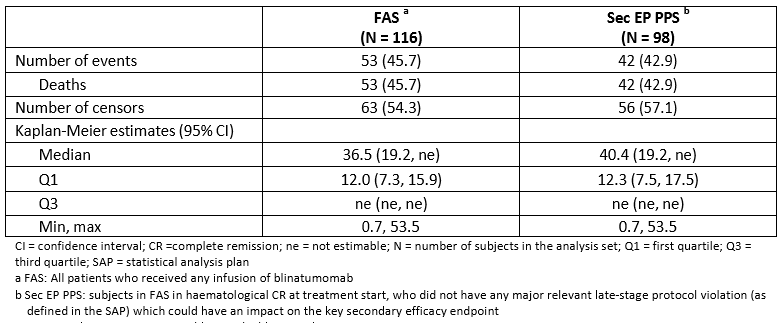 FAS a Sec EP PPS b
(N = 116) (N = 98)
Number of events 53 (45.7) 42 (42.9)
Deaths 53 (45.7) 42 (42.9)
Number of censors 63 (54.3) 56 (57.1)
Kaplan-Meier estimates (95% CI)
Median 36.5 (19.2, ne) 40.4 (19.2, ne)
Q1 12.0 (7.3, 15.9) 12.3 (7.5, 17.5)
Q3 ne (ne, ne) ne (ne, ne)
Min, max 0.7, 53.5 0.7, 53.5
CI = confidence interval; CR =complete remission; ne = not estimable; N = number of subjects in the analysis set; Q1 = first quartile; Q3 =
third quartile; SAP = statistical analysis plan
a FAS: All patients who received any infusion of blinatumomab
b Sec EP PPS: subjects in FAS in haematological CR at treatment start, who did not have any major relevant late-stage protocol violation (as
defined in the SAP) which could have an impact on the key secondary efficacy endpoint